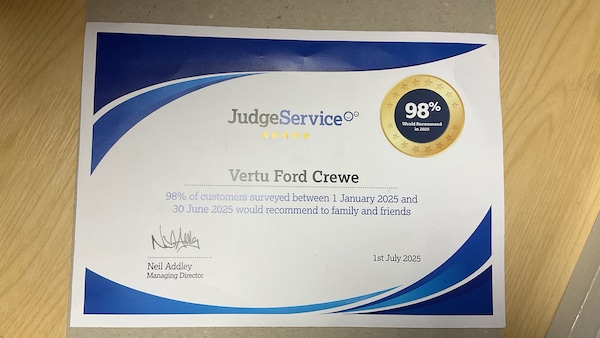 JudgeService
98%
Would Recommend
in 2025
Vertu Ford Crewe
98% of customers surveyed between 1 January 2025 and
30 June 2025 would recommend to family and friends
Neil Addley
Managing Director
1st July 2025